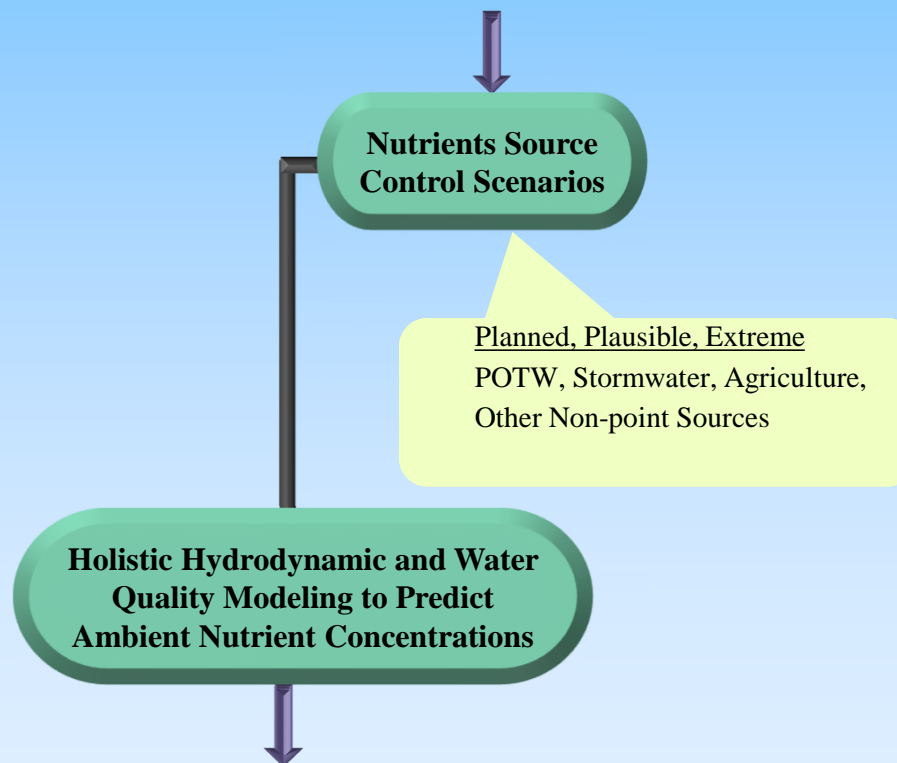 Nutrients Source
Control Scenarios
Planned, Plausible, Extreme
POTW, Stormwater, Agriculture,
Other Non-point Sources
Holistic Hydrodynamic and Water
Quality Modeling to Predict
Ambient Nutrient Concentrations